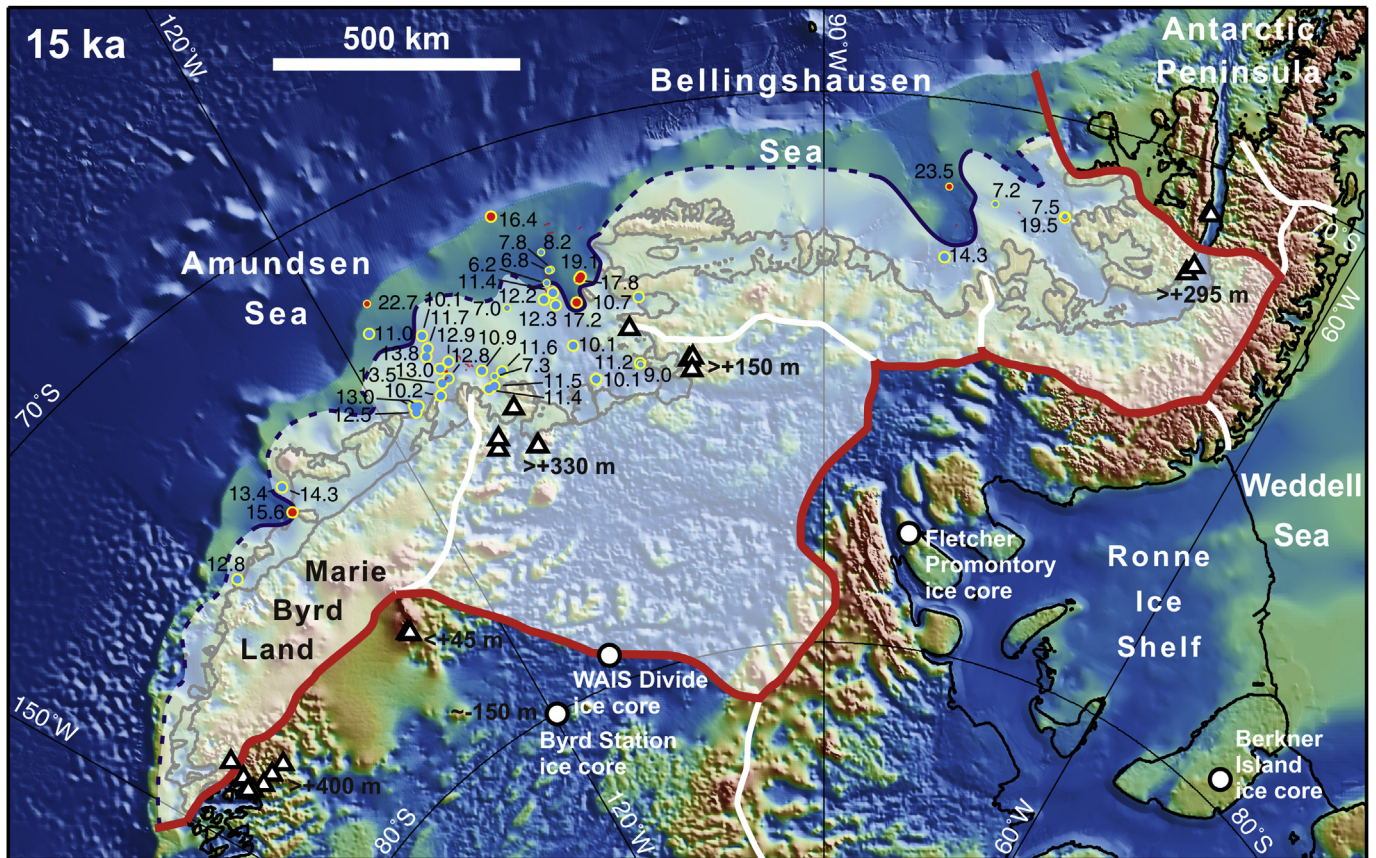 15 ka
500 km
120°W
90°W
Antarctic
Peninsula
Bellingshausen
Sea
Amundsen
Sea
23.5
7.2
7.5
19.5
14.3
70°S
60°W
>+295 m
16.4
7.8
8.2
6.8
6.2
11.4
19.1
17.8
12.2
10.7
12.3
17.2
7.0
22.7
10.1
11.7
11.0
12.9
10.9
13.8
12.8
11.6
13.0
7.3
10.1
11.2
9.0
13.5
10.2
11.5
10.1
13.0
11.4
12.5
>+150 m
70°S
>+330 m
13.4
14.3
15.6
12.8
Marie
Byrd
Land
<+45 m
WAIS Divide
ice core
~-150 m
Byrd Station
ice core
>+400 m
150°W
80°S
120°W
Fletcher
Promontory
ice core
Ronne
Ice
Shelf
Weddell
Sea
Berkner
Island
ice core
60°W
80°S